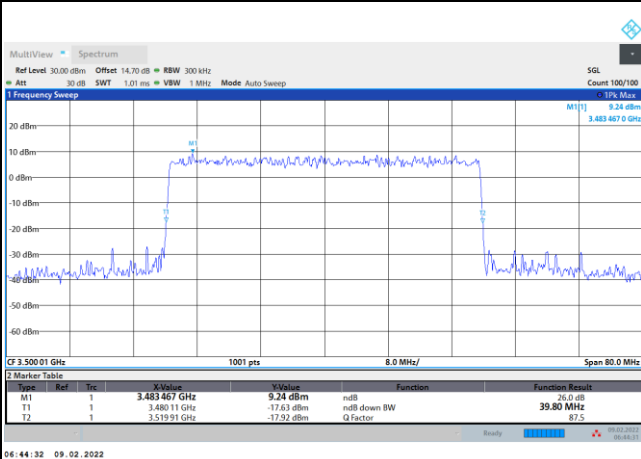 MultiView Spectrum
Ref Level 30.00 dBm Offset 14.70 dB RBW 300 kHz SGL
Att 30 dB SWT 1.01 ms VBW 1 MHz Mode Auto Sweep Count 100/100
1 Frequency Sweep 1Pk Max
M1[1] 9.24 dBm
3.483 467 0 GHz
20 dBm
M1
10 dBm
0 dBm
-10 dBm
T1 T2
-20 dBm
-30 dBm
-40 dBm
-50 dBm
-60 dBm
CF 3.500 01 GHz 1001 pts 8.0 MHz/ Span 80.0 MHz
2 Marker Table
Type Ref Trc X-Value Y-Value Function Function Result
M1 1 3.483 467 GHz 9.24 dBm ndB 26.0 dB
T1 1 3.480 11 GHz -17.63 dBm ndB down BW 39.80 MHz
T2 1 3.519 91 GHz -17.92 dBm Q Factor 87.5
Ready 09.02.2022
06:44:31
06:44:32 09.02.2022